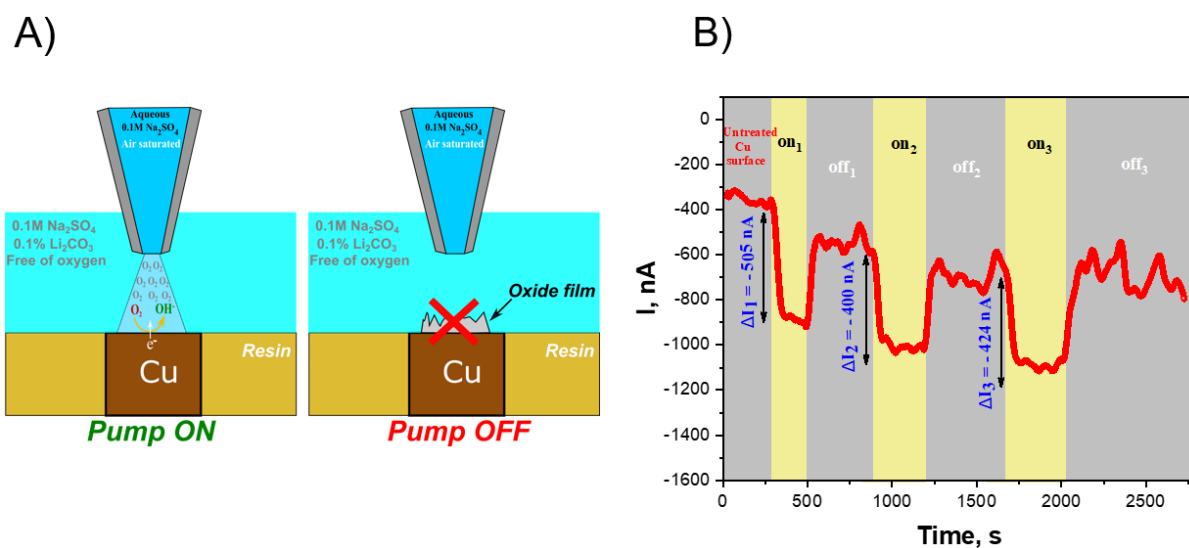 A)
Aqueous
0.1M Na₂SO₄
Air saturated
0.1M Na₂SO₄
0.1% Li₂CO₃
Free of oxygen
O₂ O₂
O₂ O₂
O₂ O₂
O₂ O₂
O₂
O₂ OH⁻
e⁻
Cu
Resin
Pump ON
Aqueous
0.1M Na₂SO₄
Air saturated
0.1M Na₂SO₄
0.1% Li₂CO₃
Free of oxygen
Oxide film
Cu
Resin
Pump OFF
B)
I, nA
0
-200
-400
-600
-800
-1000
-1200
-1400
-1600
Untreated
Cu
surface
on₁
off₁
on₂
off₂
on₃
off₃
ΔI₁ = - 505 nA
ΔI₂ = - 400 nA
ΔI₃ = - 424 nA
0
500
1000
1500
2000
2500
Time, s